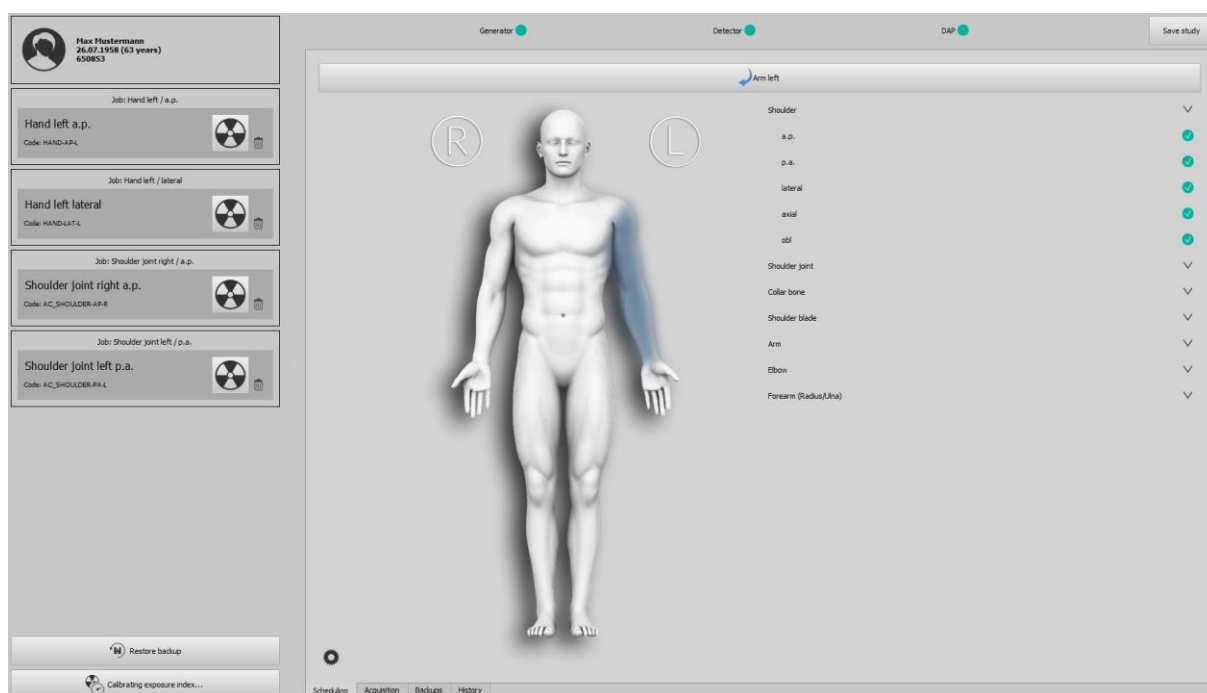 Max Mustermann
26.07.1958 (63 years)
650853
Job: Hand left / a.p.
Hand left a.p.
Code: HAND-AP-L
Job: Hand left / lateral
Hand left lateral
Code: HAND-LAT-L
Job: Shoulder joint right / a.p.
Shoulder joint right a.p.
Code: AC_SHOULDER-AP-R
Job: Shoulder joint left / p.a.
Shoulder joint left p.a.
Code: AC_SHOULDER-PA-L
Restore backup
Calibrating exposure index...
Generator
Detector
DAP
Save study
Arm left
R
L
Shoulder
a.p.
p.a.
lateral
axial
obl
Shoulder joint
Collar bone
Shoulder blade
Arm
Elbow
Forearm (Radius/Ulna)
Scheduling Acquisition Backups History